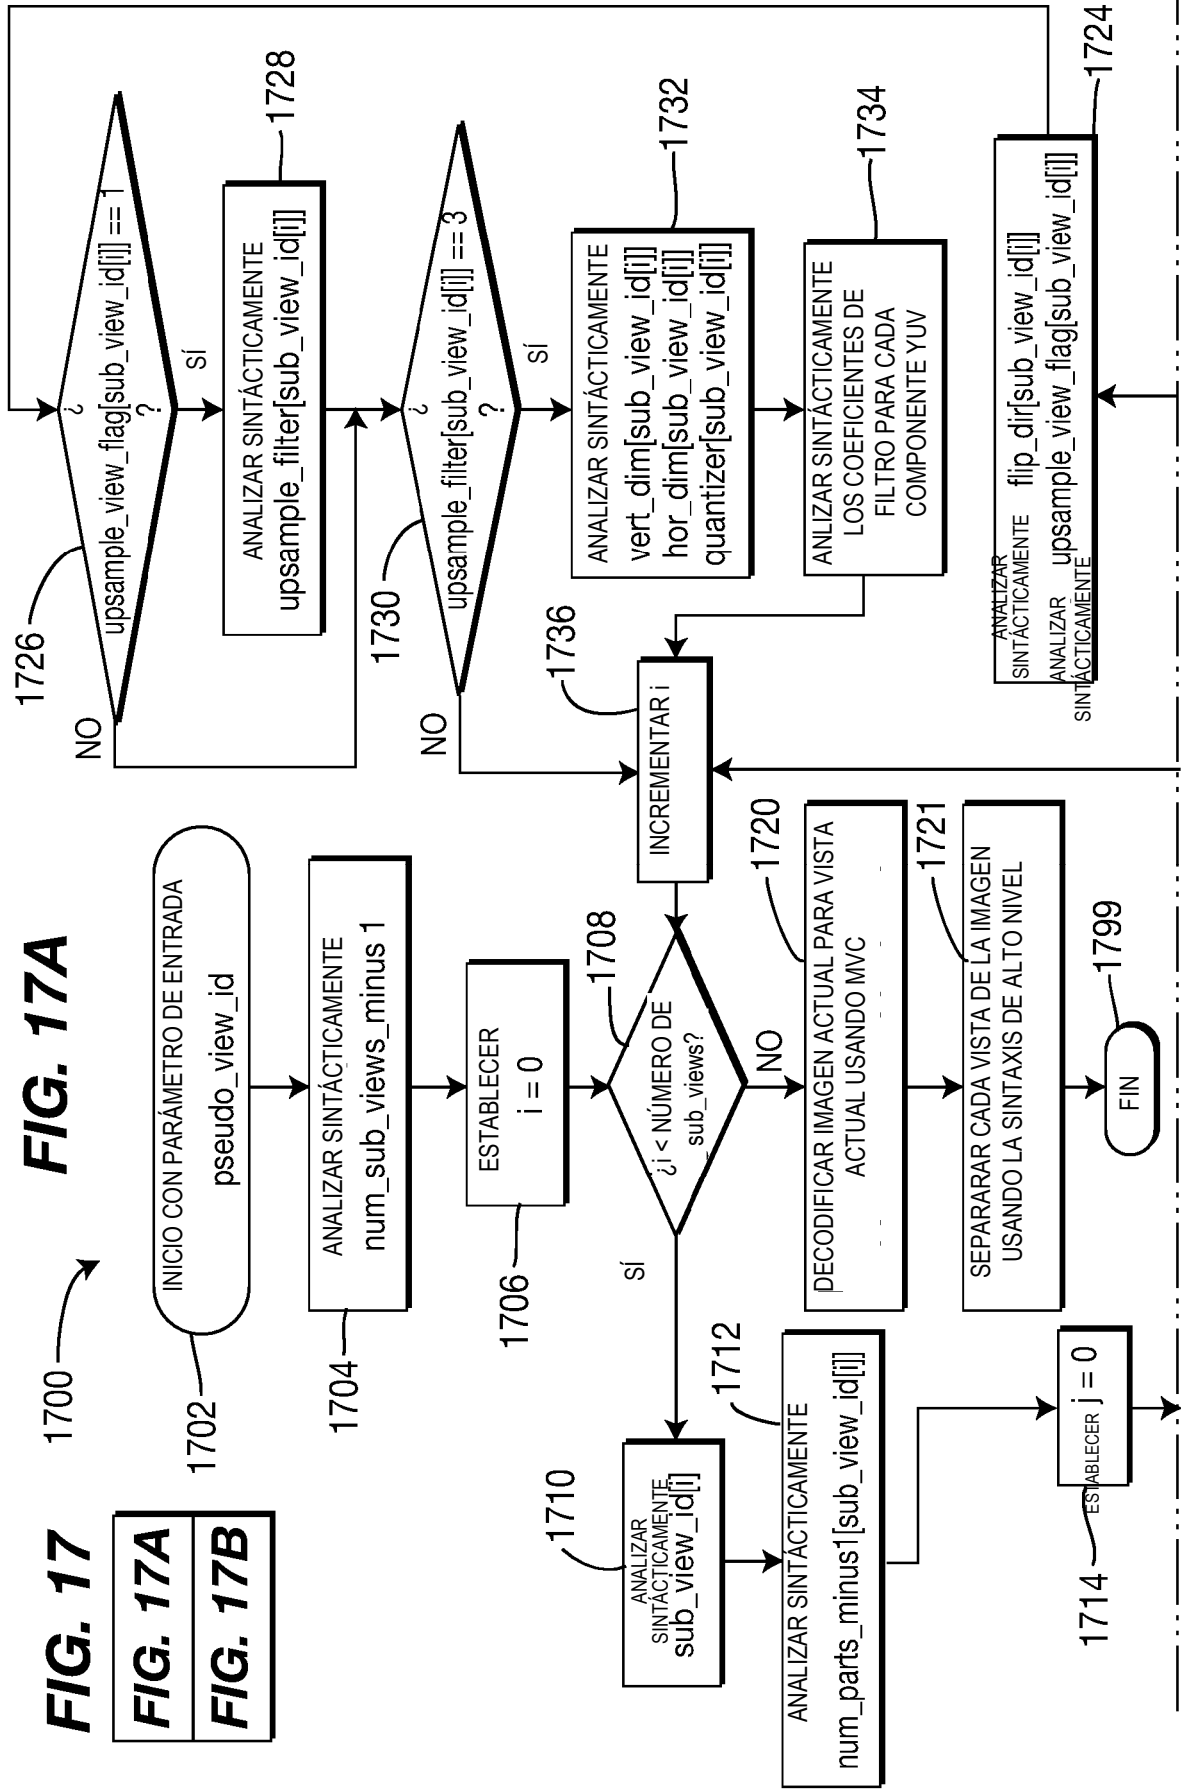 FIG. 17
FIG. 17A
FIG. 17B
FIG. 17A
1700
1702
INICIO CON PARÁMETRO DE ENTRADA
pseudo_view_id
1704
ANALIZAR SINTÁCTICAMENTE
num_sub_views_minus 1
1706
ESTABLECER
i = 0
1708
¿i < NÚMERO DE
sub_views?
SÍ
NO
1710
ANALIZAR
SINTÁCTICAMENTE
sub_view_id[i]
1712
ANALIZAR SINTÁCTICAMENTE
num_parts_minus1[sub_view_id[i]]
1714
ESTABLECER j = 0
1720
DECODIFICAR IMAGEN ACTUAL PARA VISTA
ACTUAL USANDO MVC
1721
SEPARAR CADA VISTA DE LA IMAGEN
USANDO LA SINTAXIS DE ALTO NIVEL
1799
FIN
1726
¿
upsample_view_flag[sub_view_id[i]] == 1
?
NO
SÍ
1728
ANALIZAR SINTÁCTICAMENTE
upsample_filter[sub_view_id[i]]
1730
¿
upsample_filter[sub_view_id[i]] == 3
?
NO
SÍ
1732
ANALIZAR SINTÁCTICAMENTE
vert_dim[sub_view_id[i]]
hor_dim[sub_view_id[i]]
quantizer[sub_view_id[i]]
1734
ANLIZAR SINTÁCTICAMENTE
LOS COEFICIENTES DE
FILTRO PARA CADA
COMPONENTE YUV
1736
INCREMENTAR i
1724
ANALIZAR
SINTÁCTICAMENTE flip_dir[sub_view_id[i]]
ANALIZAR upsample_view_flag[sub_view_id[i]]
SINTÁCTICAMENTE